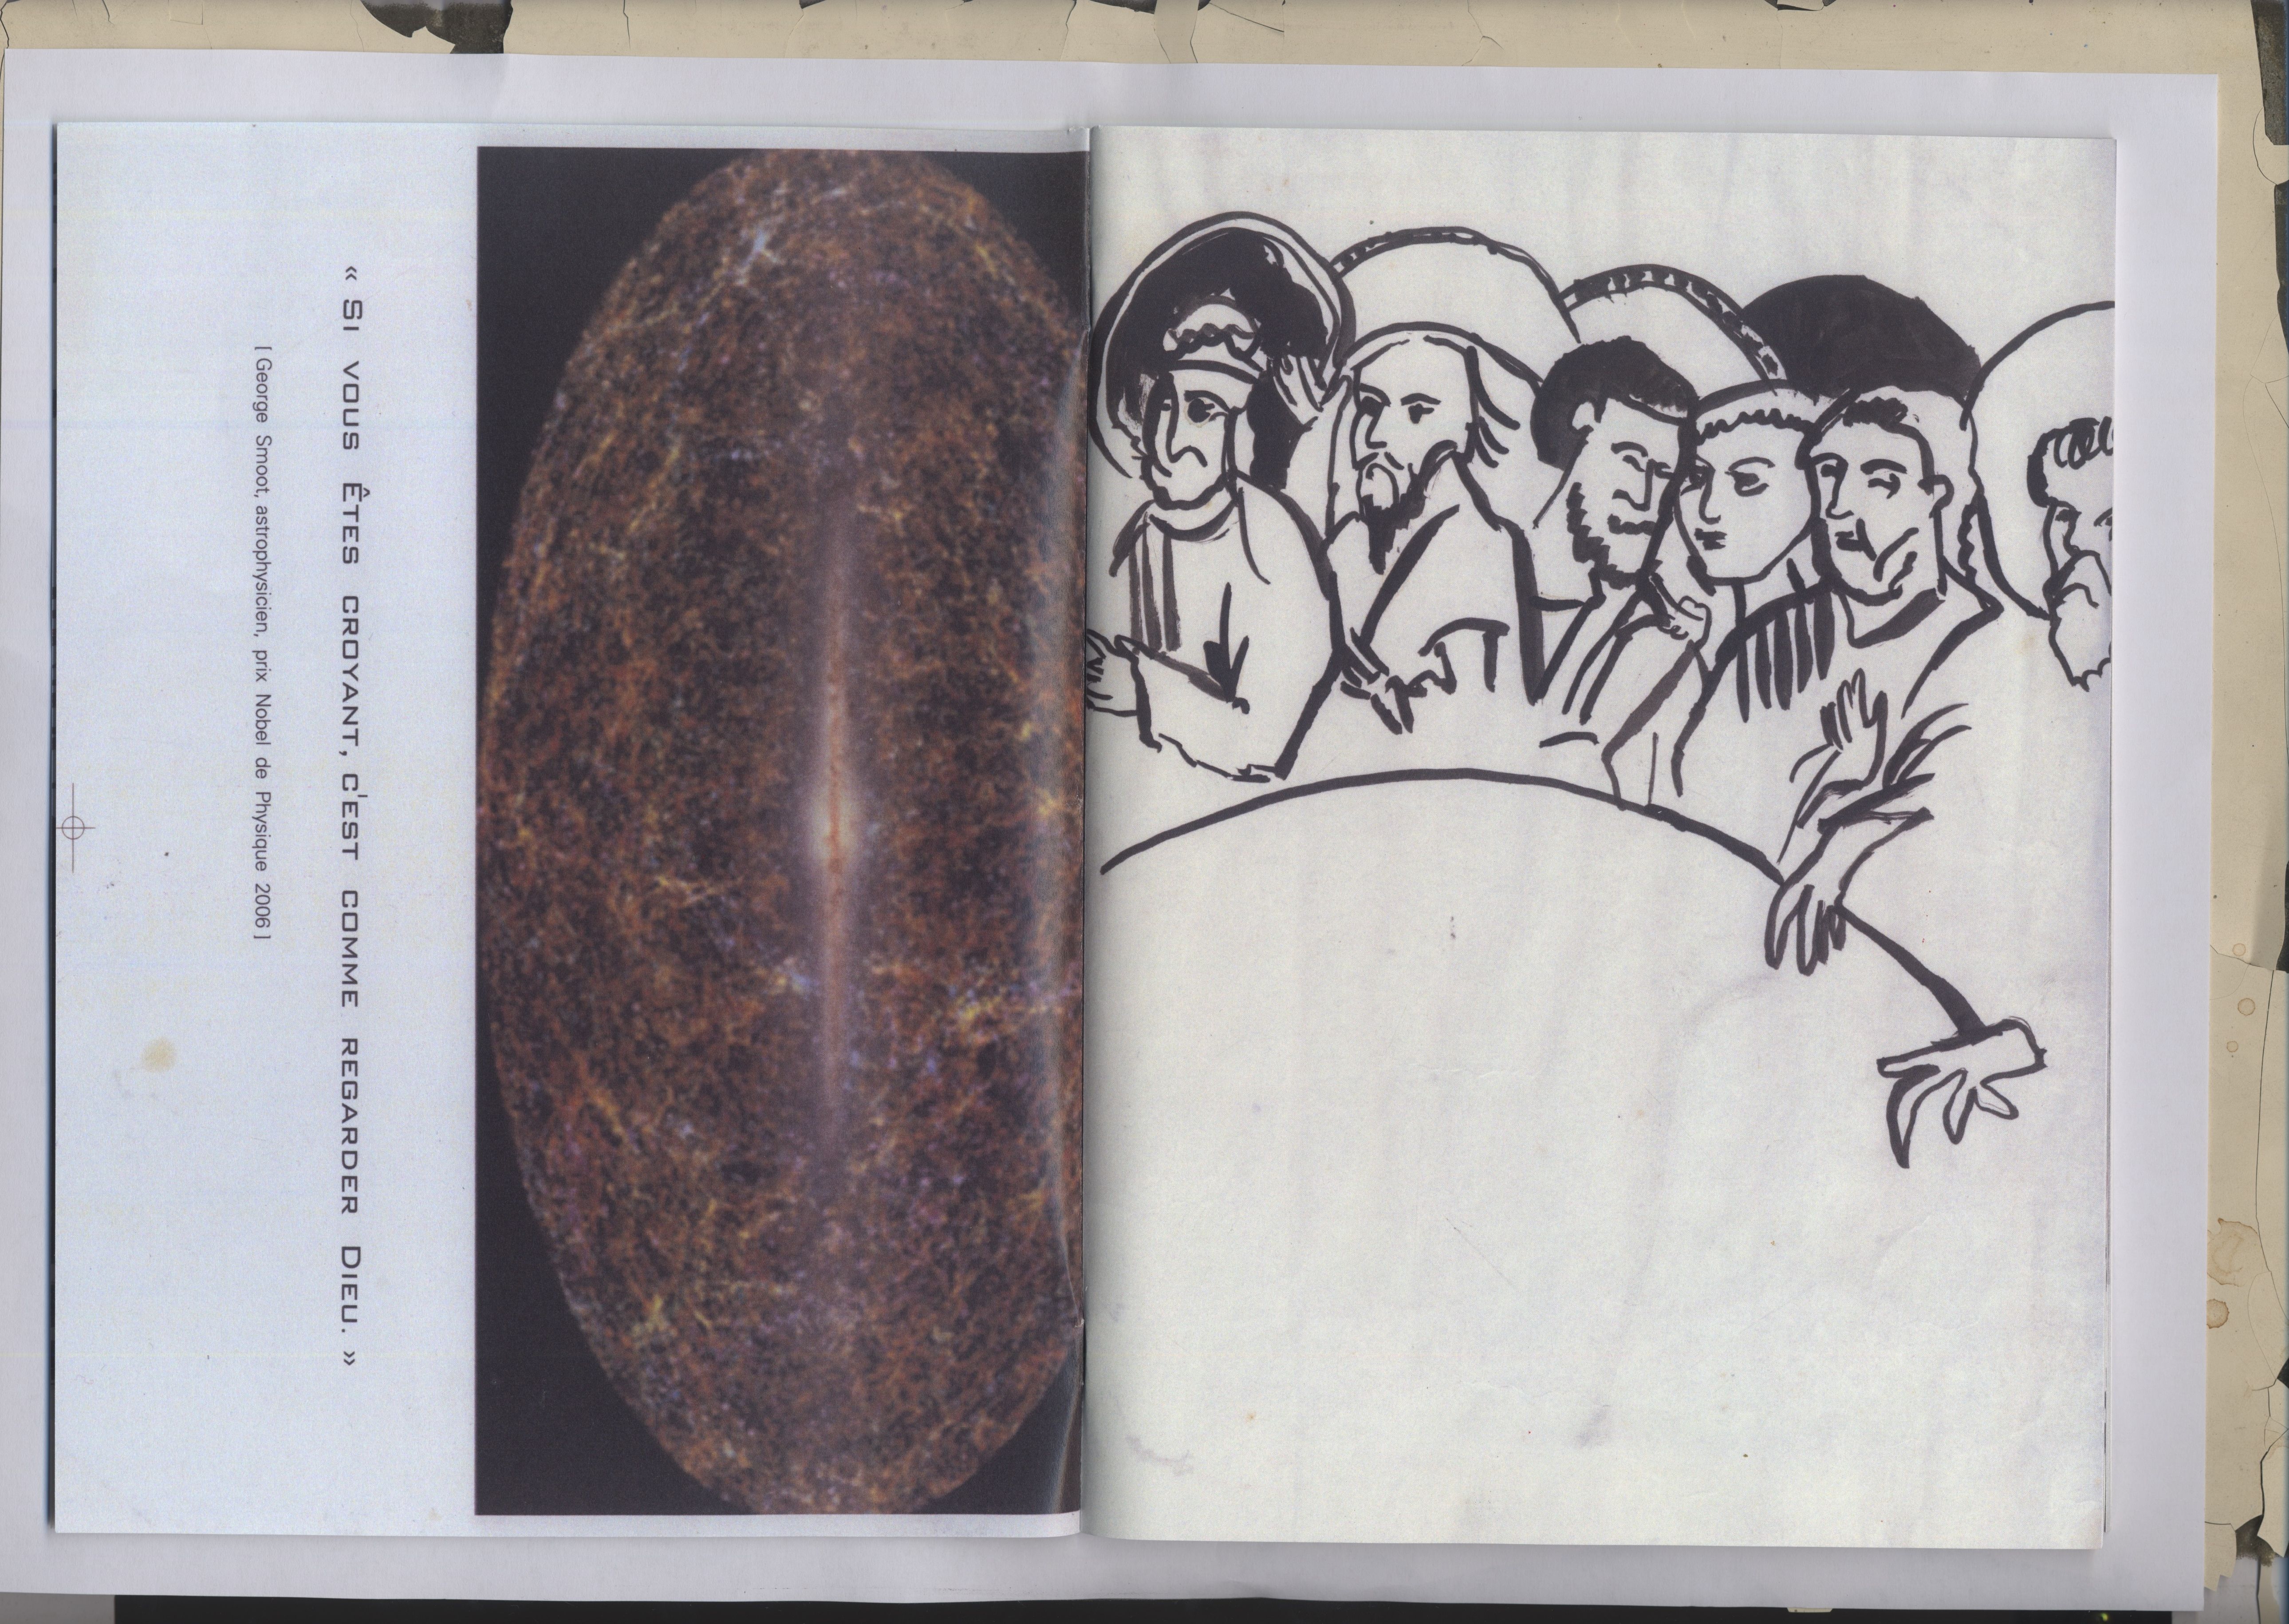 « Si vous êtes croyant, c'est comme regarder Dieu. »
[ George Smoot, astrophysicien, prix Nobel de Physique 2006 ]